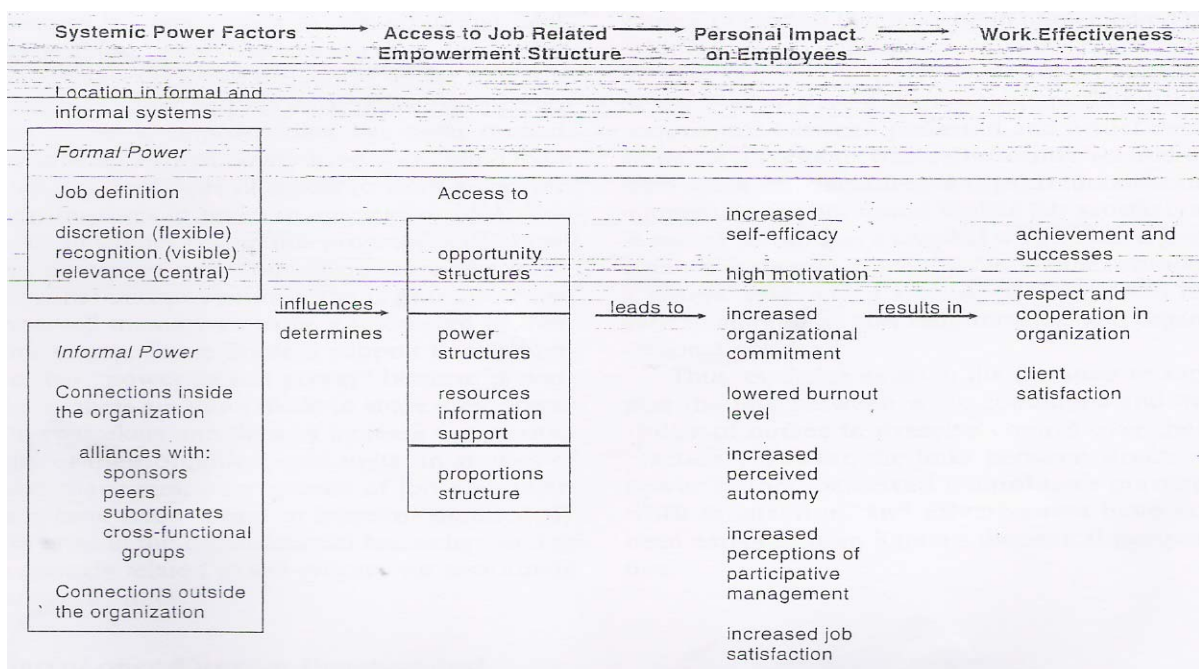 Systemic Power Factors
Access to Job Related
Empowerment Structure
Personal Impact
on Employees
Work Effectiveness
Location in formal and
informal systems
Formal Power
Job definition
discretion (flexible)
recognition (visible)
relevance (central)
Informal Power
Connections inside
the organization
alliances with:
sponsors
peers
subordinates
cross-functional
groups
Connections outside
the organization
influences
determines
Access to
opportunity
structures
power
structures
resources
information
support
proportions
structure
leads to
increased
self-efficacy
high motivation
increased
organizational
commitment
lowered burnout
level
increased
perceived
autonomy
increased
perceptions of
participative
management
increased job
satisfaction
results in
achievement and
successes
respect and
cooperation in
organization
client
satisfaction